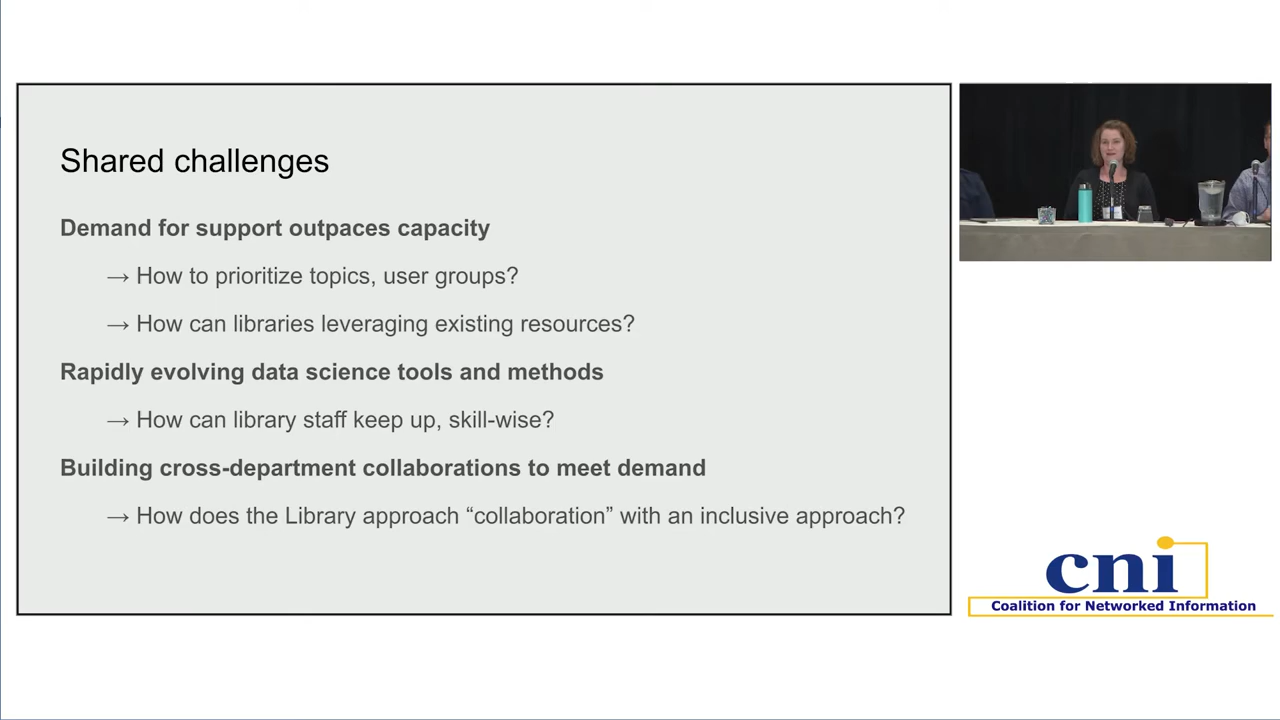 Shared challenges
Demand for support outpaces capacity
→ How to prioritize topics, user groups?
→ How can libraries leveraging existing resources?
Rapidly evolving data science tools and methods
→ How can library staff keep up, skill-wise?
Building cross-department collaborations to meet demand
→ How does the Library approach “collaboration” with an inclusive approach?
cni
Coalition for Networked Information